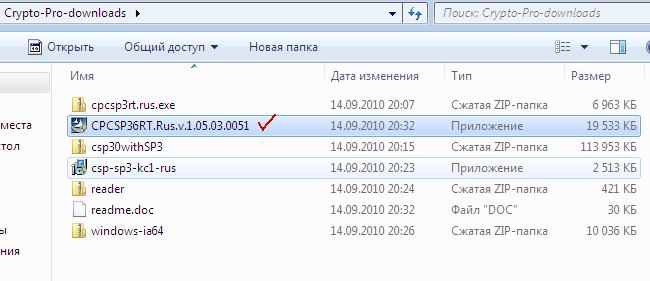 Crypto-Pro-downloads
Поиск: Crypto-Pro-downloads
Открыть Общий доступ Новая папка
Имя Дата изменения Тип Размер
cpcsp3rt.rus.exe 14.09.2010 20:07 Сжатая ZIP-папка 6 963 КБ
места CPCSP36RT.Rus.v.1.05.03.0051 14.09.2010 20:32 Приложение 19 533 КБ
стол csp30withSP3 14.09.2010 20:15 Сжатая ZIP-папка 113 953 КБ
csp-sp3-kc1-rus 14.09.2010 20:23 Приложение 2 513 КБ
reader 14.09.2010 20:24 Сжатая ZIP-папка 421 КБ
readme.doc 14.09.2010 20:32 Файл "DOC" 30 КБ
ы windows-ia64 14.09.2010 20:26 Сжатая ZIP-папка 10 036 КБ
ния